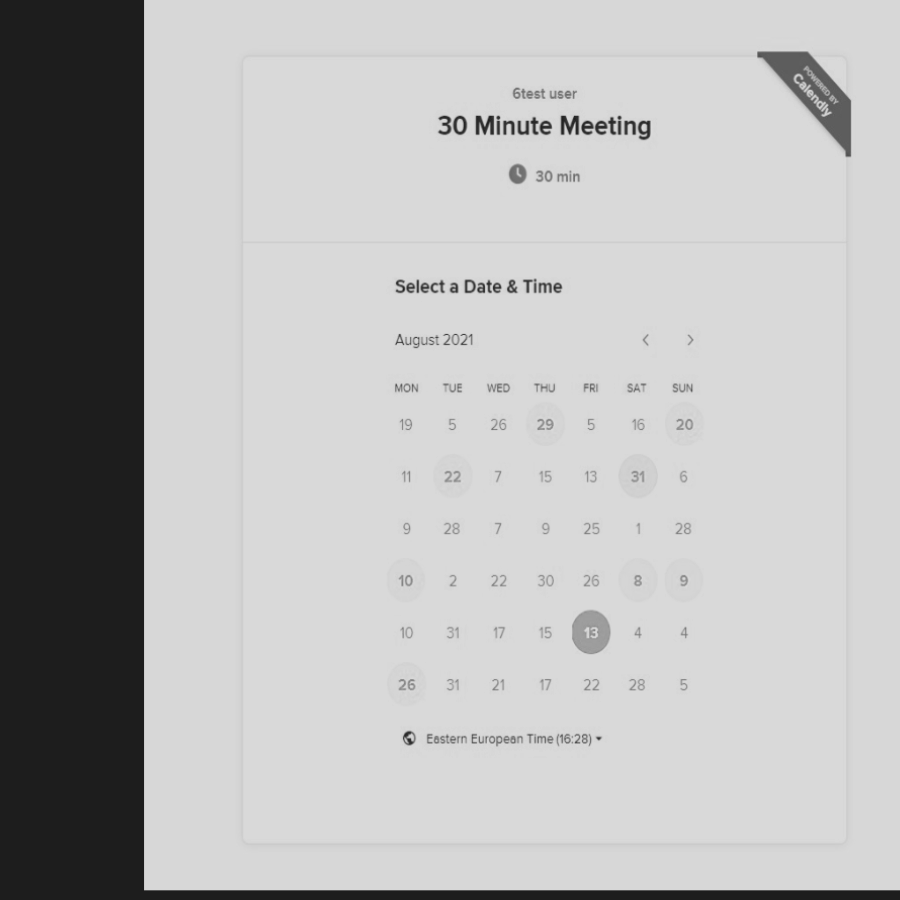 POWERED BY
Calendly
6test user
30 Minute Meeting
30 min
Select a Date & Time
August 2021
MON TUE WED THU FRI SAT SUN
19 5 26 29 5 16 20
11 22 7 15 13 31 6
9 28 7 9 25 1 28
10 2 22 30 26 8 9
10 31 17 15 13 4 4
26 31 21 17 22 28 5
Eastern European Time (16:28)